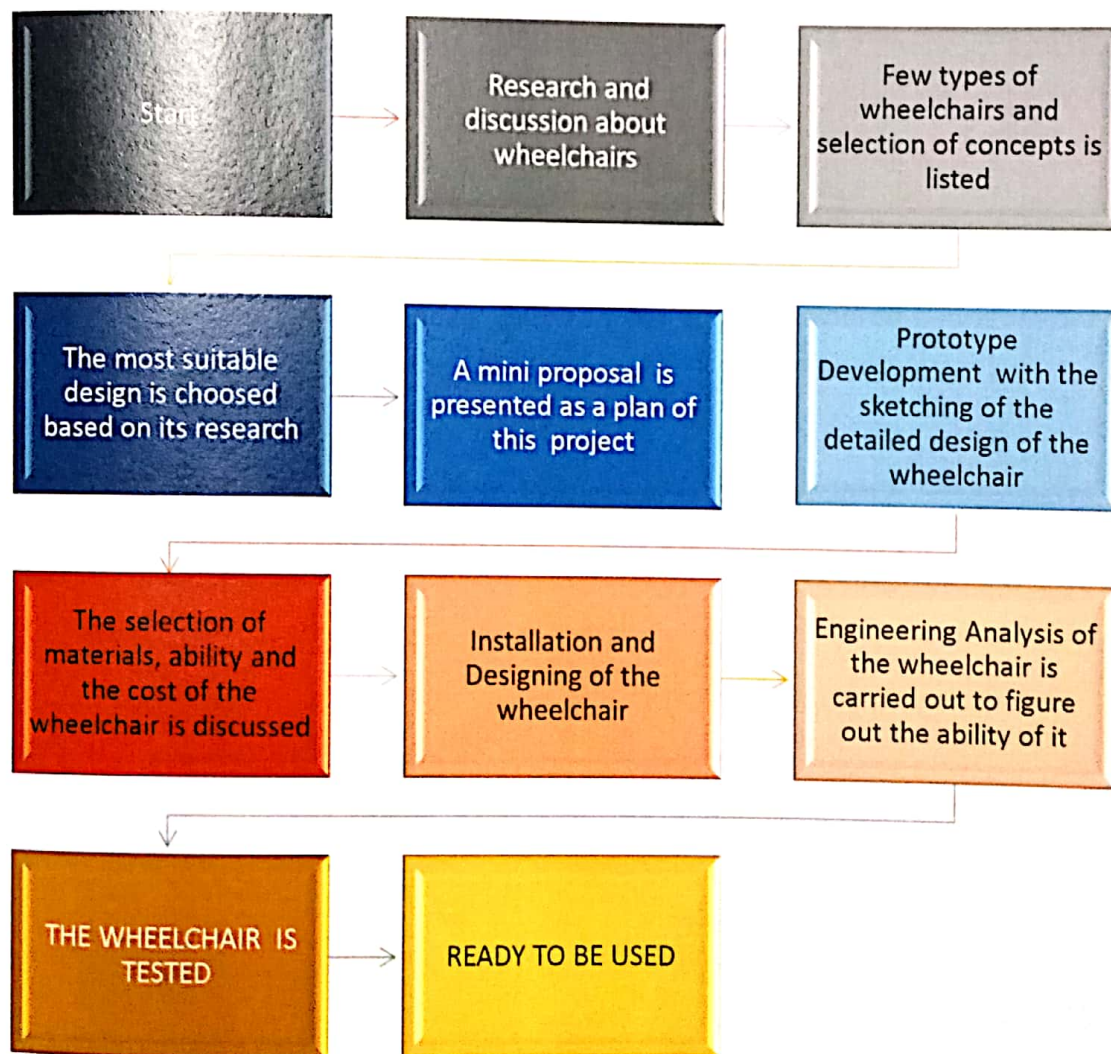 Start
Research and
discussion about
wheelchairs
Few types of
wheelchairs and
selection of concepts is
listed
The most suitable
design is choosed
based on its research
A mini proposal is
presented as a plan of
this project
Prototype
Development with the
sketching of the
detailed design of the
wheelchair
The selection of
materials, ability and
the cost of the
wheelchair is discussed
Installation and
Designing of the
wheelchair
Engineering Analysis of
the wheelchair is
carried out to figure
out the ability of it
THE WHEELCHAIR IS
TESTED
READY TO BE USED